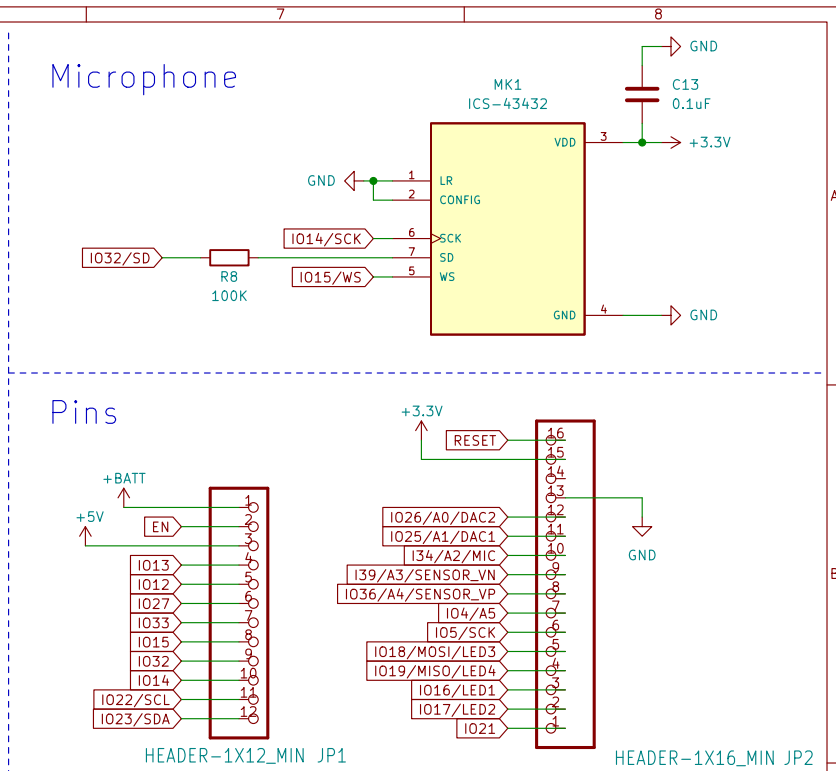 7
8
Microphone
GND
C13
0.1uF
MK1
ICS-43432
VDD
3
+3.3V
GND
1
LR
2
CONFIG
IO14/SCK
6
SCK
IO32/SD
7
SD
R8
100K
IO15/WS
5
WS
GND
4
GND
A
Pins
+3.3V
RESET
16
15
14
13
GND
IO26/A0/DAC2
12
IO25/A1/DAC1
11
I34/A2/MIC
10
I39/A3/SENSOR_VN
9
IO36/A4/SENSOR_VP
8
IO4/A5
7
IO5/SCK
6
IO18/MOSI/LED3
5
IO19/MISO/LED4
4
IO16/LED1
3
IO17/LED2
2
IO21
1
HEADER-1X16_MIN JP2
+BATT
1
EN
2
+5V
3
IO13
4
IO12
5
IO27
6
IO33
7
IO15
8
IO32
9
IO14
10
IO22/SCL
11
IO23/SDA
12
HEADER-1X12_MIN JP1
B